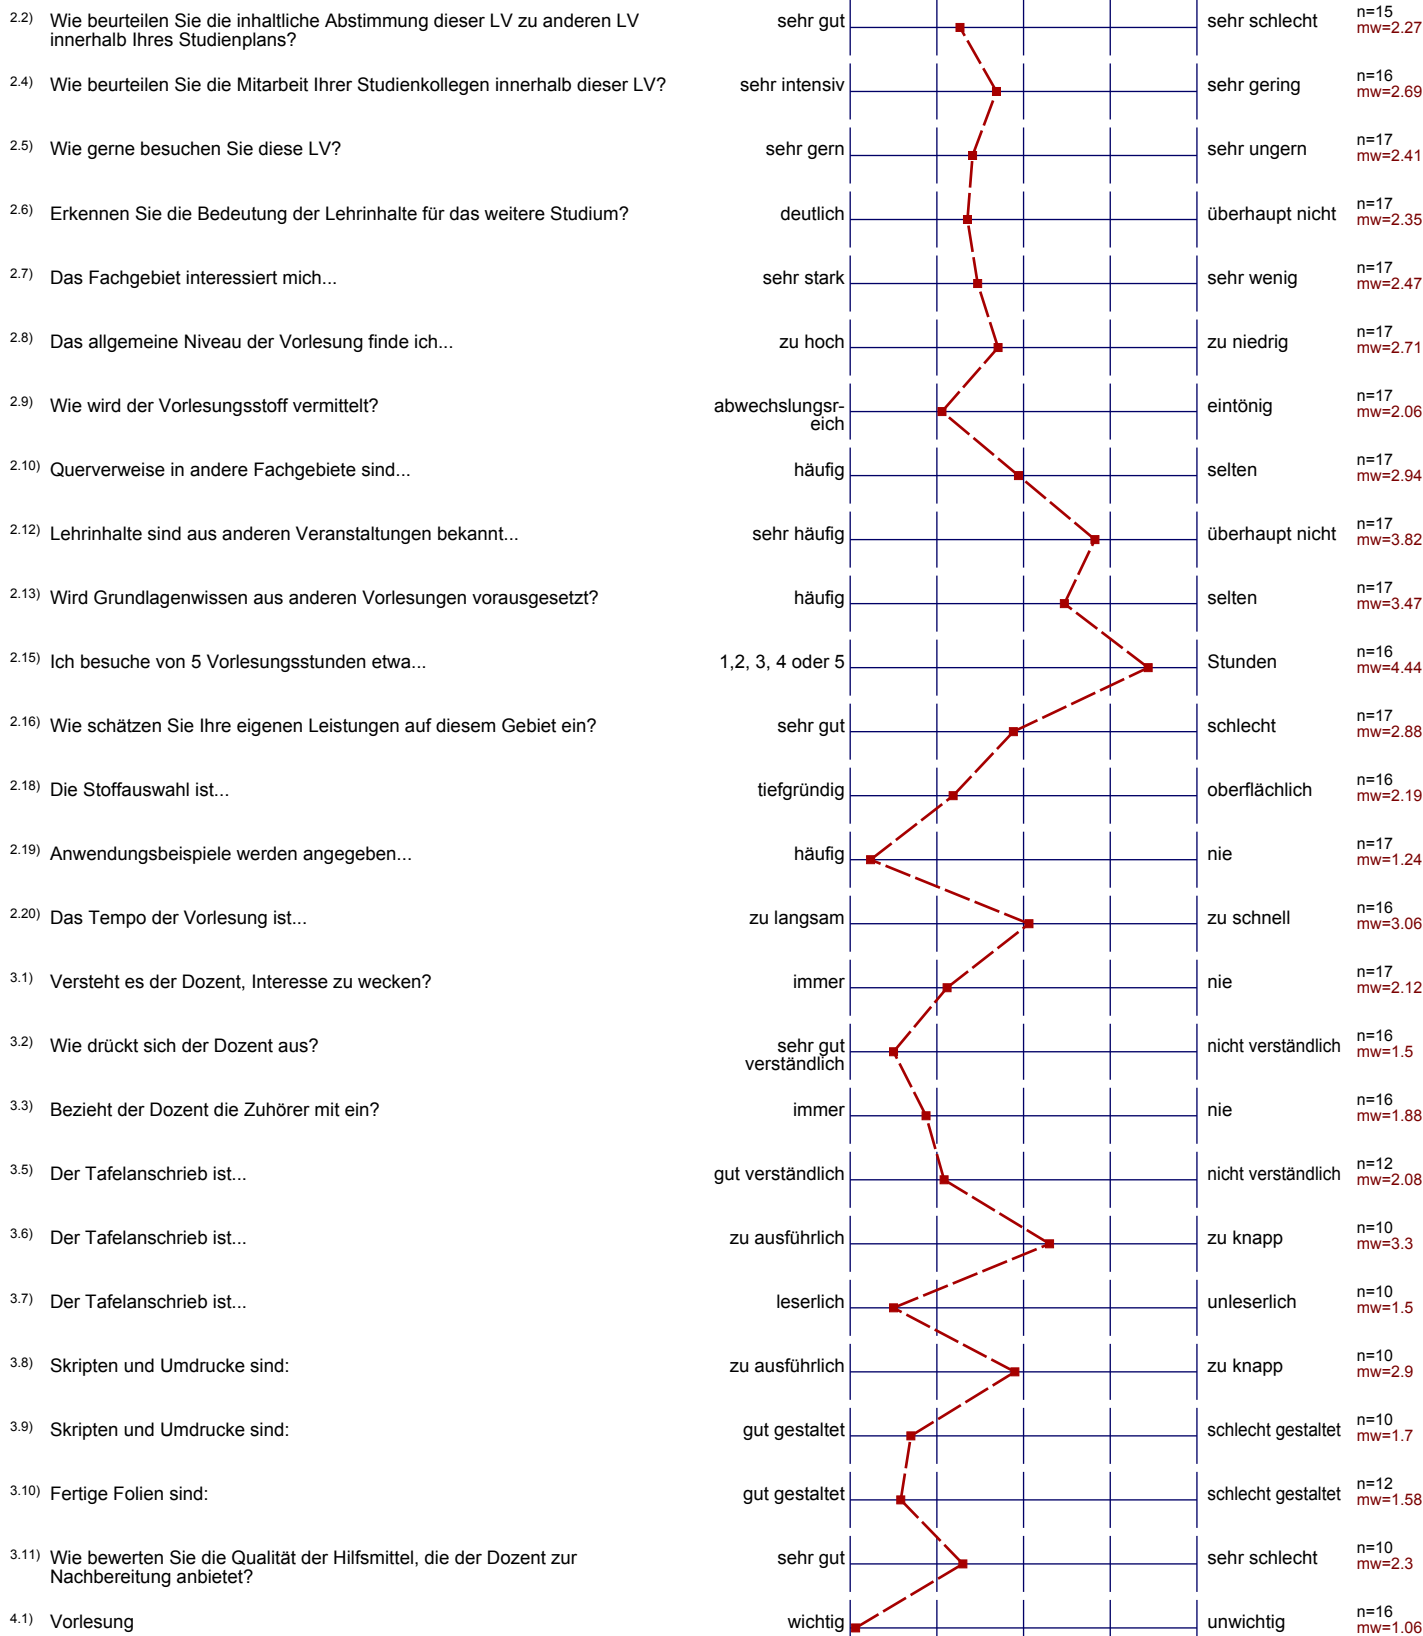 2.2) Wie beurteilen Sie die inhaltliche Abstimmung dieser LV zu anderen LV sehr gut sehr schlecht n=15
innerhalb Ihres Studienplans? mw=2.27
2.4) Wie beurteilen Sie die Mitarbeit Ihrer Studienkollegen innerhalb dieser LV? sehr intensiv sehr gering n=16
mw=2.69
2.5) Wie gerne besuchen Sie diese LV? sehr gern sehr ungern n=17
mw=2.41
2.6) Erkennen Sie die Bedeutung der Lehrinhalte für das weitere Studium? deutlich überhaupt nicht n=17
mw=2.35
2.7) Das Fachgebiet interessiert mich... sehr stark sehr wenig n=17
mw=2.47
2.8) Das allgemeine Niveau der Vorlesung finde ich... zu hoch zu niedrig n=17
mw=2.71
2.9) Wie wird der Vorlesungsstoff vermittelt? abwechslungsr- eintönig n=17
eich mw=2.06
2.10) Querverweise in andere Fachgebiete sind... häufig selten n=17
mw=2.94
2.12) Lehrinhalte sind aus anderen Veranstaltungen bekannt... sehr häufig überhaupt nicht n=17
mw=3.82
2.13) Wird Grundlagenwissen aus anderen Vorlesungen vorausgesetzt? häufig selten n=17
mw=3.47
2.15) Ich besuche von 5 Vorlesungsstunden etwa... 1,2, 3, 4 oder 5 Stunden n=16
mw=4.44
2.16) Wie schätzen Sie Ihre eigenen Leistungen auf diesem Gebiet ein? sehr gut schlecht n=17
mw=2.88
2.18) Die Stoffauswahl ist... tiefgründig oberflächlich n=16
mw=2.19
2.19) Anwendungsbeispiele werden angegeben... häufig nie n=17
mw=1.24
2.20) Das Tempo der Vorlesung ist... zu langsam zu schnell n=16
mw=3.06
3.1) Versteht es der Dozent, Interesse zu wecken? immer nie n=17
mw=2.12
3.2) Wie drückt sich der Dozent aus? sehr gut nicht verständlich n=16
verständlich mw=1.5
3.3) Bezieht der Dozent die Zuhörer mit ein? immer nie n=16
mw=1.88
3.5) Der Tafelanschrieb ist... gut verständlich nicht verständlich n=12
mw=2.08
3.6) Der Tafelanschrieb ist... zu ausführlich zu knapp n=10
mw=3.3
3.7) Der Tafelanschrieb ist... leserlich unleserlich n=10
mw=1.5
3.8) Skripten und Umdrucke sind: zu ausführlich zu knapp n=10
mw=2.9
3.9) Skripten und Umdrucke sind: gut gestaltet schlecht gestaltet n=10
mw=1.7
3.10) Fertige Folien sind: gut gestaltet schlecht gestaltet n=12
mw=1.58
3.11) Wie bewerten Sie die Qualität der Hilfsmittel, die der Dozent zur sehr gut sehr schlecht n=10
Nachbereitung anbietet? mw=2.3
4.1) Vorlesung wichtig unwichtig n=16
mw=1.06